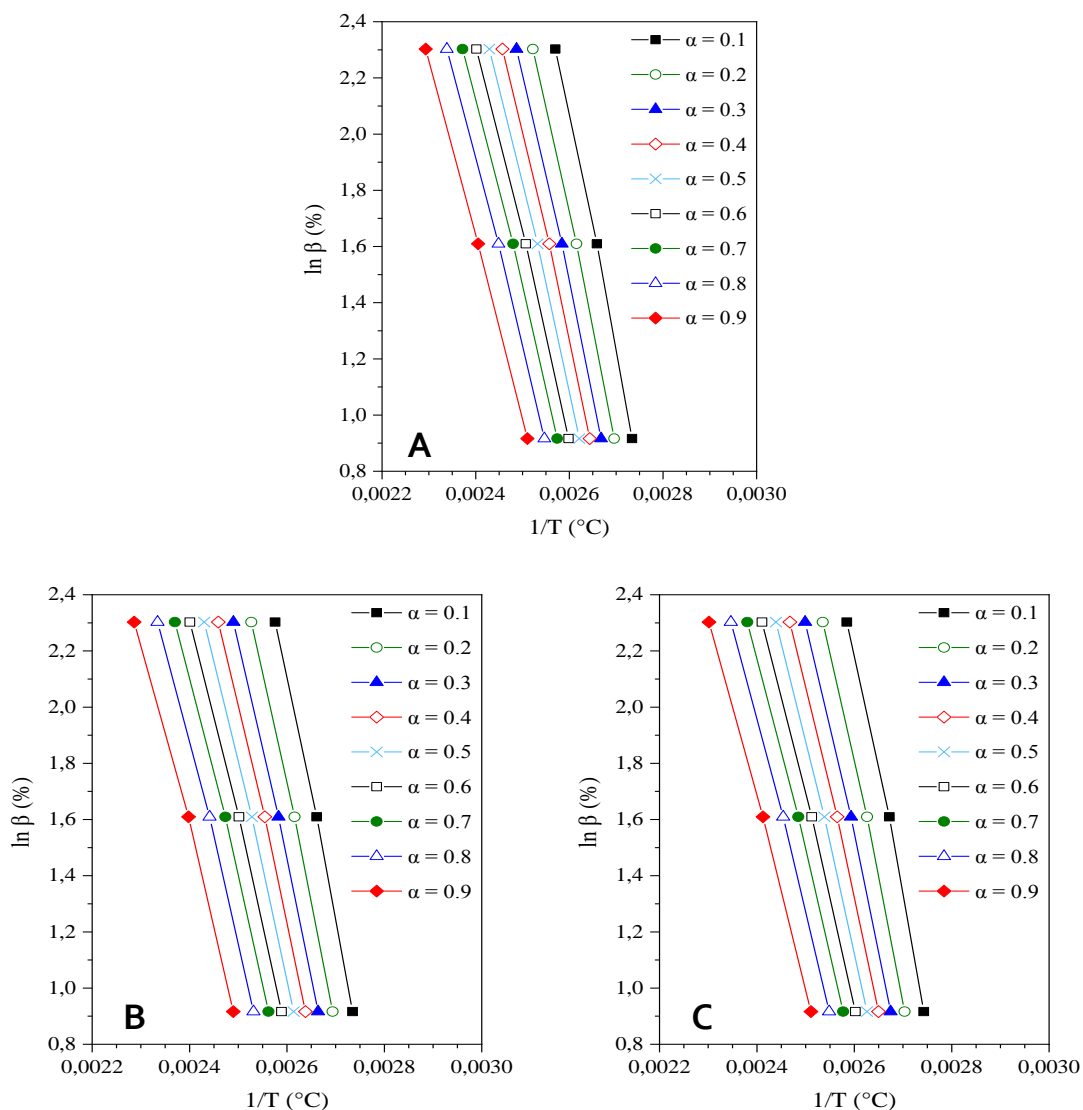 2,4
2,2
2,0
1,8
1,6
1,4
1,2
1,0
0,8
ln β (%)
0,0022
0,0024
0,0026
0,0028
0,0030
1/T (°C)
α = 0.1
α = 0.2
α = 0.3
α = 0.4
α = 0.5
α = 0.6
α = 0.7
α = 0.8
α = 0.9
A
2,4
2,2
2,0
1,8
1,6
1,4
1,2
1,0
0,8
ln β (%)
0,0022
0,0024
0,0026
0,0028
0,0030
1/T (°C)
α = 0.1
α = 0.2
α = 0.3
α = 0.4
α = 0.5
α = 0.6
α = 0.7
α = 0.8
α = 0.9
B
2,4
2,2
2,0
1,8
1,6
1,4
1,2
1,0
0,8
ln β (%)
0,0022
0,0024
0,0026
0,0028
0,0030
1/T (°C)
α = 0.1
α = 0.2
α = 0.3
α = 0.4
α = 0.5
α = 0.6
α = 0.7
α = 0.8
α = 0.9
C